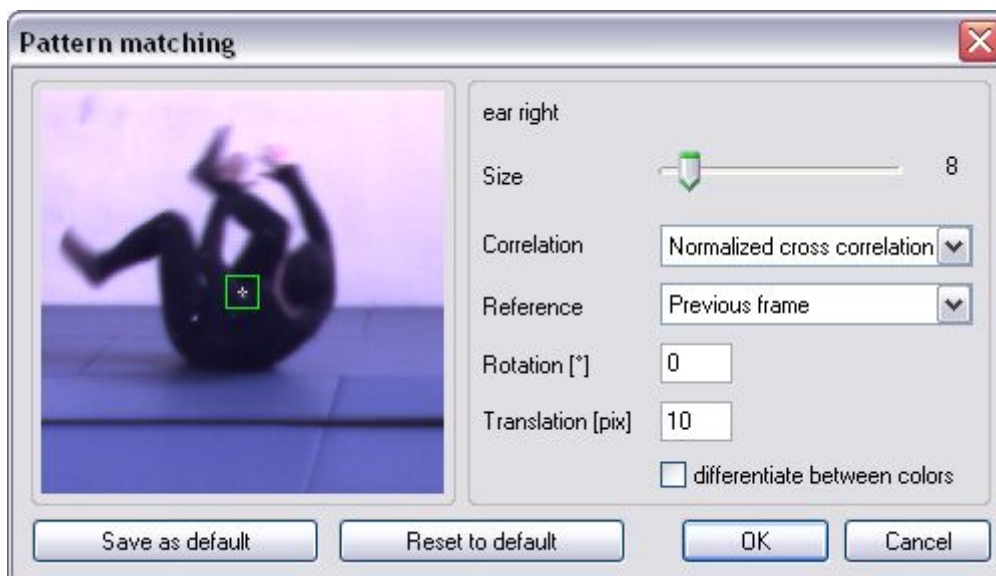 Pattern matching
ear right
Size 8
Correlation Normalized cross correlation
Reference Previous frame
Rotation [°] 0
Translation [pix] 10
differentiate between colors
Save as default Reset to default OK Cancel